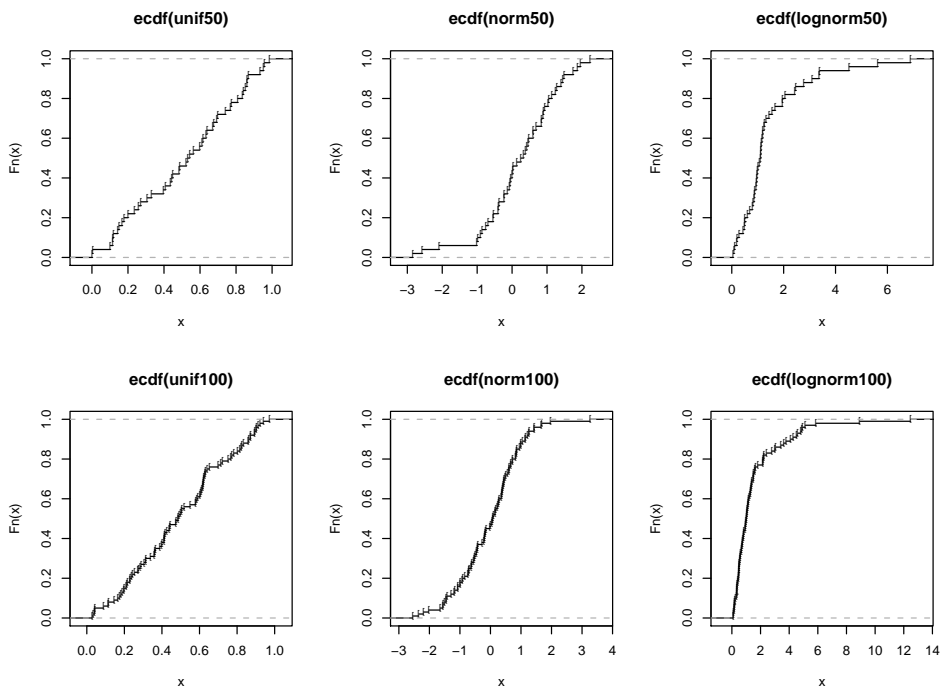 ecdf(unif50)
Fn(x)
0.0 0.2 0.4 0.6 0.8 1.0
0.0 0.2 0.4 0.6 0.8 1.0
x
ecdf(norm50)
Fn(x)
0.0 0.2 0.4 0.6 0.8 1.0
−3 −2 −1 0 1 2
x
ecdf(lognorm50)
Fn(x)
0.0 0.2 0.4 0.6 0.8 1.0
0 2 4 6
x
ecdf(unif100)
Fn(x)
0.0 0.2 0.4 0.6 0.8 1.0
0.0 0.2 0.4 0.6 0.8 1.0
x
ecdf(norm100)
Fn(x)
0.0 0.2 0.4 0.6 0.8 1.0
−3 −2 −1 0 1 2 3 4
x
ecdf(lognorm100)
Fn(x)
0.0 0.2 0.4 0.6 0.8 1.0
0 2 4 6 8 10 12 14
x